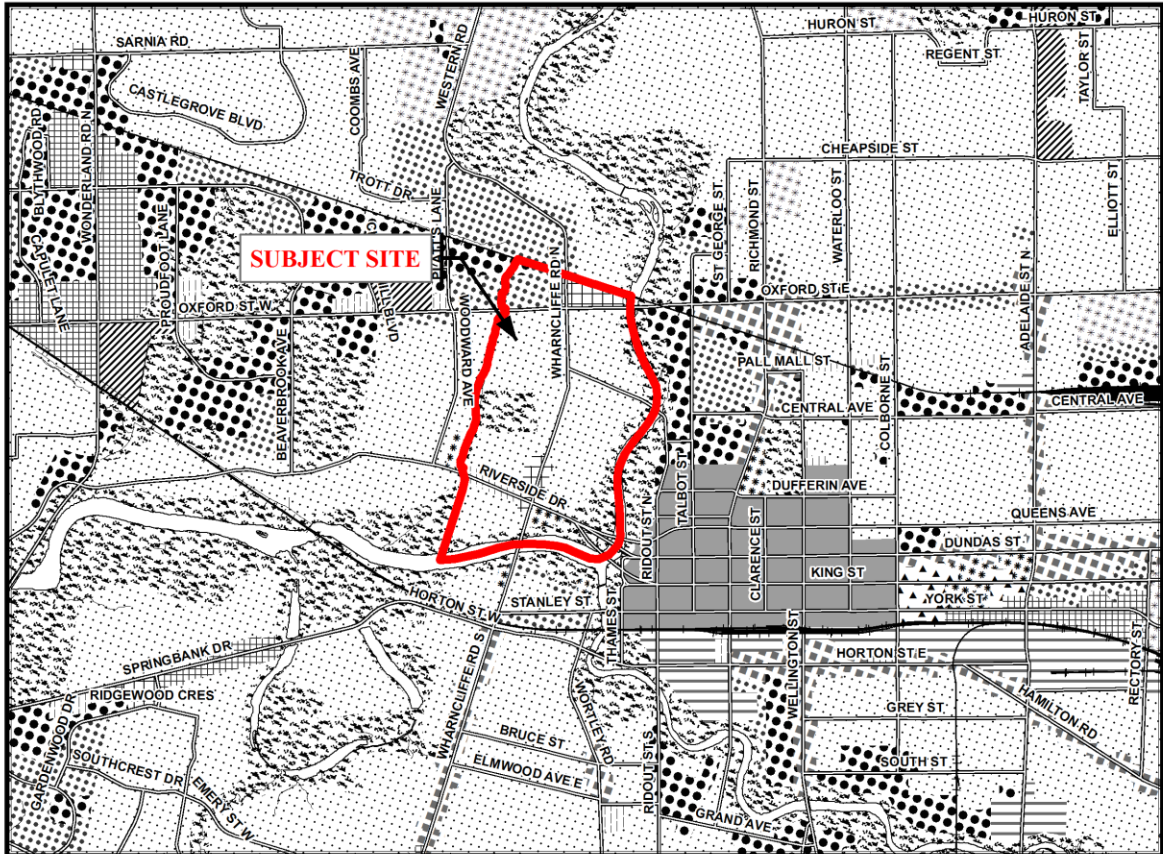 HURON ST
HURON ST
SARNIA RD
REGENT ST
TAYLOR ST
COOMBS AVE
WESTERN RD
CASTLEGROVE BLVD
BLYTHWOOD RD
WONDERLAND RD N
CHEAPSIDE ST
TROTT DR
ST GEORGE ST
RICHMOND ST
WATERLOO ST
ELLIOTT ST
CAPULET LANE
PROUDFOOT LANE
SUBJECT SITE
LANE
WHARNCLIFFE RD N
ADELAIDE ST N
OXFORD ST W
OXFORD ST E
BLVD
WOODWARD AVE
BEAVERBROOK AVE
PALL MALL ST
COLBORNE ST
CENTRAL AVE
CENTRAL AVE
RIVERSIDE DR
TALBOT ST
DUFFERIN AVE
RIDOUT ST N
CLARENCE ST
QUEENS AVE
DUNDAS ST
KING ST
HORTON ST W
STANLEY ST
YORK ST
THAMES ST
SPRINGBANK DR
WELLINGTON ST
HORTON ST E
RECTORY ST
RIDGEWOOD CRES
WHARNCLIFFE RD S
WORTLEY RD
GREY ST
HAMILTON RD
GARDENWOOD DR
BRUCE ST
SOUTHCREST DR
ELMWOOD AVE E
RIDOUT ST S
SOUTH ST
EMERY ST W
GRAND AVE